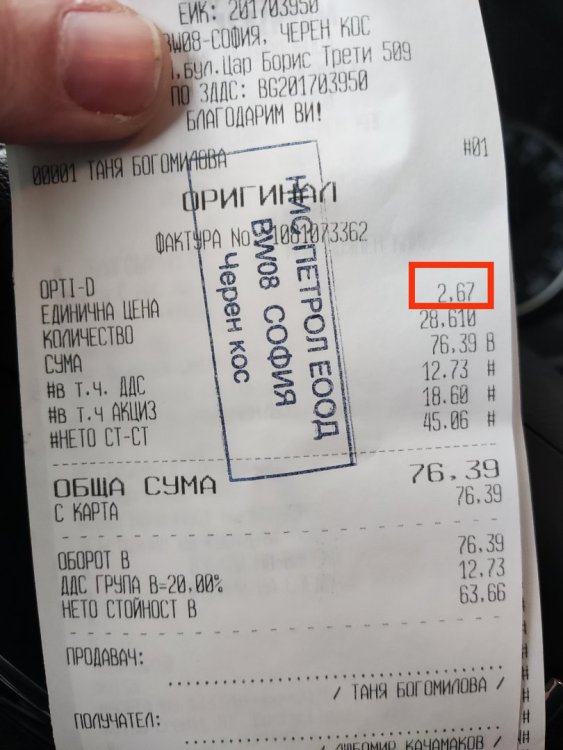 ЕИК: 201703950
BW08-СОФИЯ, ЧЕРЕН КОС
бул.Цар Борис Трети 509
ПО ЗДДС: BG201703950
БЛАГОДАРИМ ВИ!
00001 ТАНЯ БОГОМИЛОВА #01
ОРИГИНАЛ
ФАКТУРА No 1081073362
OPTI-D
ЕДИНИЧНА ЦЕНА 2,67
КОЛИЧЕСТВО 28.610
СУМА 76.39 В
#В Т.Ч. ДДС 12.73 #
#В Т.Ч АКЦИЗ 18.60 #
#НЕТО СТ-СТ 45.06 #
ОБЩА СУМА 76.39
С КАРТА 76.39
ОБОРОТ В 76.39
ДДС ГРУПА В=20.00% 12.73
НЕТО СТОЙНОСТ В 63.66
ПРОДАВАЧ:
/ ТАНЯ БОГОМИЛОВА /
ПОЛУЧАТЕЛ:
/ ЛЮБОМИР КАЧАМАКОВ /
НИС ПЕТРОЛ ЕООД
BW08 СОФИЯ
Черен кос